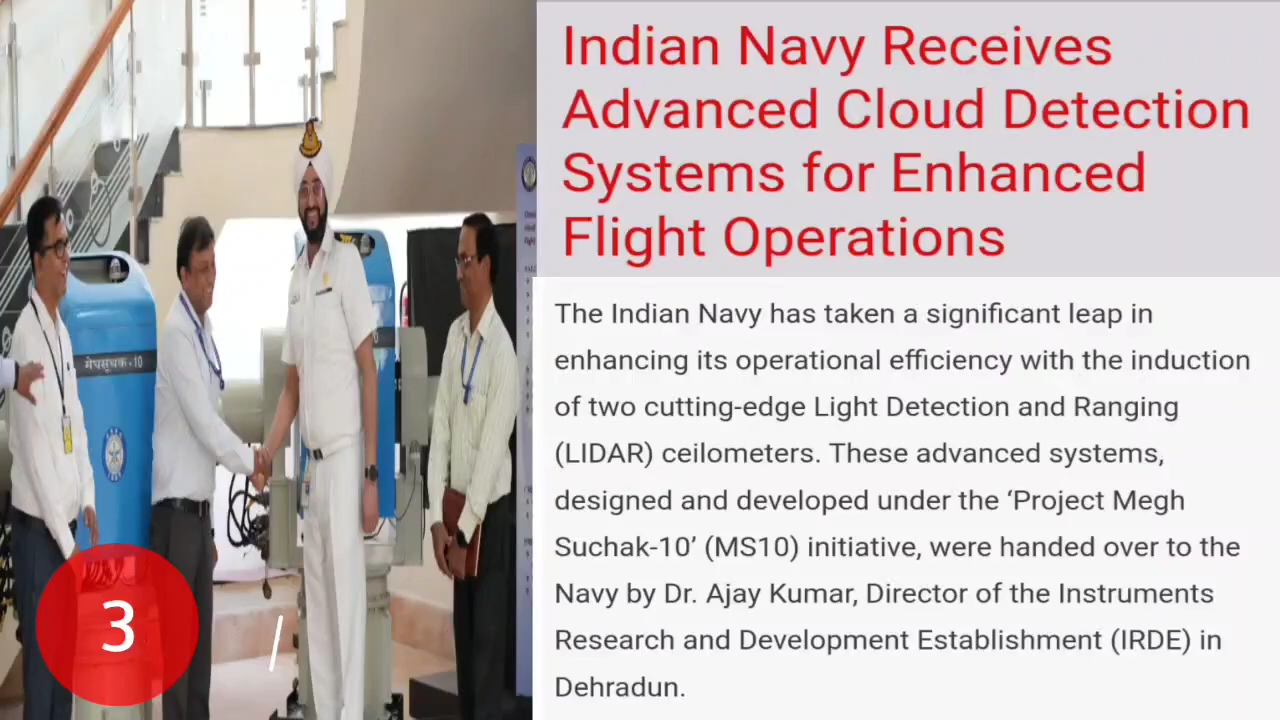 Indian Navy Receives
Advanced Cloud Detection
Systems for Enhanced
Flight Operations
The Indian Navy has taken a significant leap in
enhancing its operational efficiency with the induction
of two cutting-edge Light Detection and Ranging
(LIDAR) ceilometers. These advanced systems,
designed and developed under the ‘Project Megh
Suchak-10’ (MS10) initiative, were handed over to the
Navy by Dr. Ajay Kumar, Director of the Instruments
Research and Development Establishment (IRDE) in
Dehradun.
मेघसूचक-10
3
/